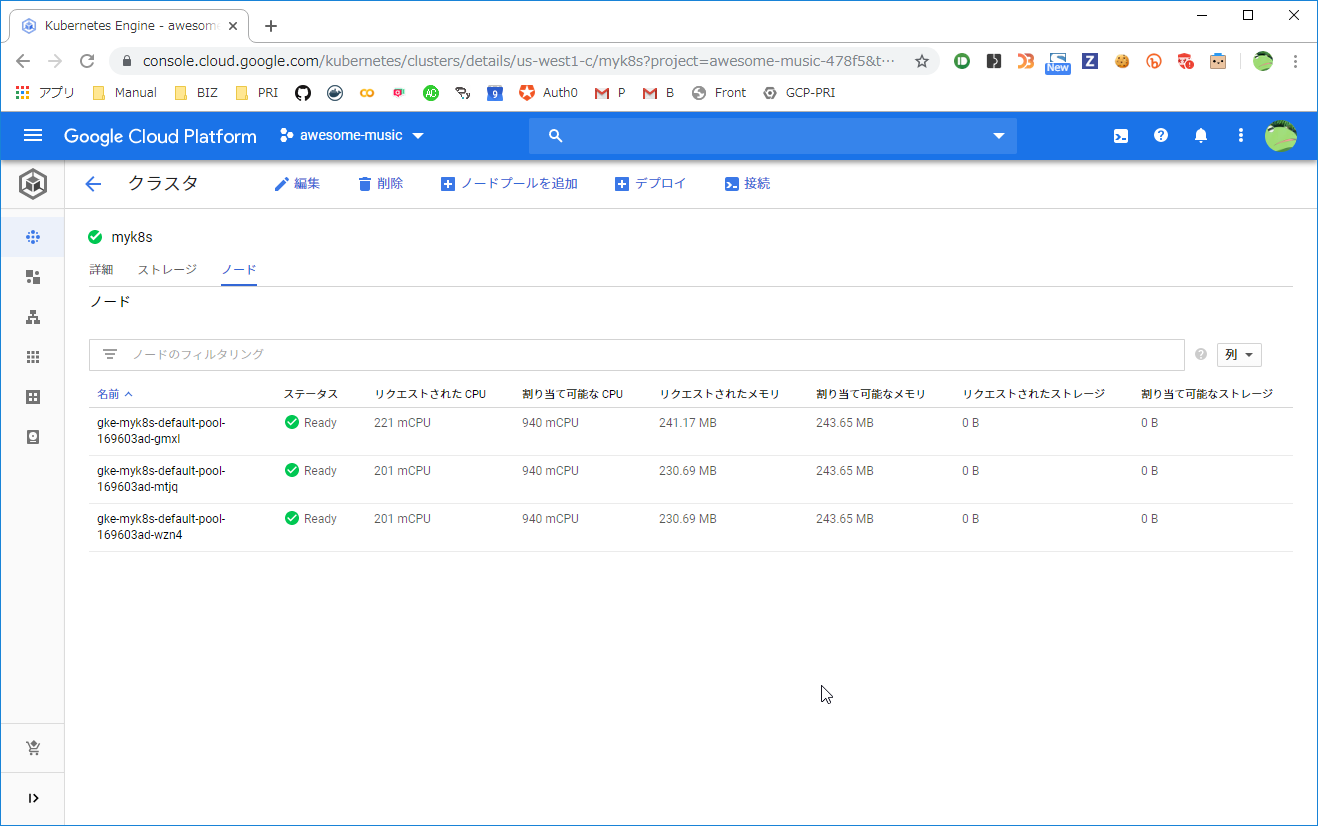 Kubernetes Engine - awesom
console.cloud.google.com/kubernetes/clusters/details/us-west1-c/myk8s?project=awesome-music-478f5&t…
New
アプリ Manual BIZ PRI AC 9 Auth0 P B Front GCP-PRI
Google Cloud Platform awesome-music
クラスタ 編集 削除 ノードプールを追加 デプロイ 接続
myk8s
詳細 ストレージ ノード
ノード
ノードのフィルタリング 列
名前 ステータス リクエストされた CPU 割り当て可能な CPU リクエストされたメモリ 割り当て可能なメモリ リクエストされたストレージ 割り当て可能なストレージ
gke-myk8s-default-pool-169603ad-gmxl Ready 221 mCPU 940 mCPU 241.17 MB 243.65 MB 0 B 0 B
gke-myk8s-default-pool-169603ad-mtjq Ready 201 mCPU 940 mCPU 230.69 MB 243.65 MB 0 B 0 B
gke-myk8s-default-pool-169603ad-wzn4 Ready 201 mCPU 940 mCPU 230.69 MB 243.65 MB 0 B 0 B